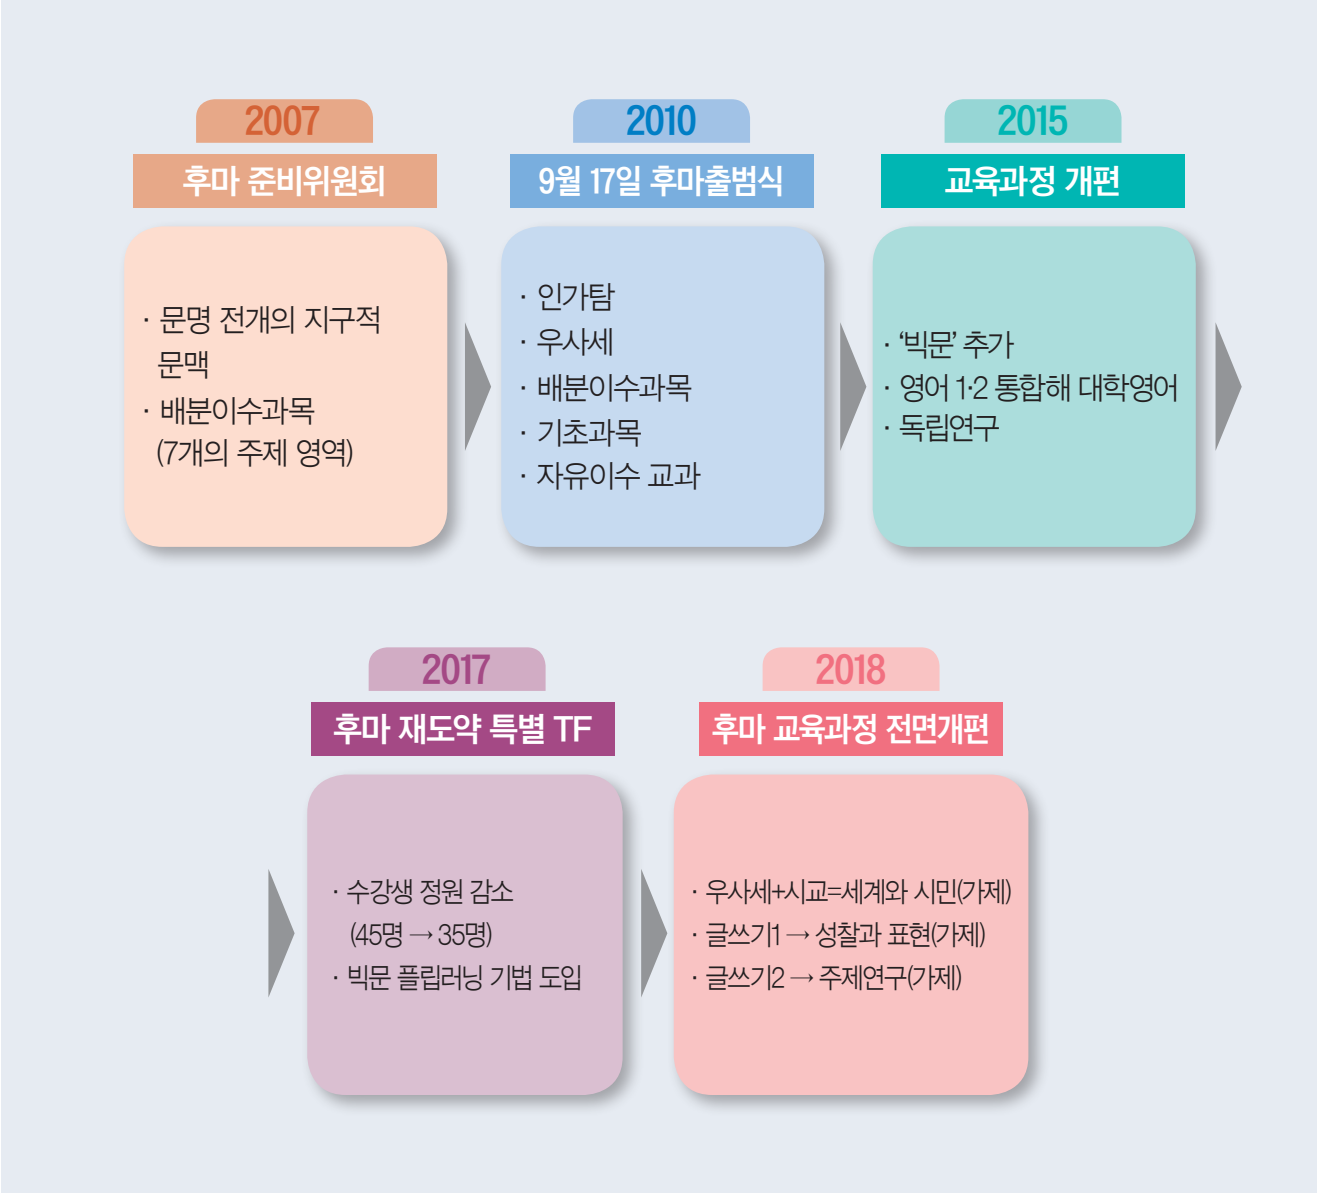 2007
후마 준비위원회
· 문명 전개의 지구적
문맥
· 배분이수과목
(7개의 주제 영역)
2010
9월 17일 후마출범식
· 인가탐
· 우사세
· 배분이수과목
· 기초과목
· 자유이수 교과
2015
교육과정 개편
· ‘빅문’ 추가
· 영어 1·2 통합해 대학영어
· 독립연구
2017
후마 재도약 특별 TF
· 수강생 정원 감소
(45명 → 35명)
· 빅문 플립러닝 기법 도입
2018
후마 교육과정 전면개편
· 우사세+시교=세계와 시민(가제)
· 글쓰기1 → 성찰과 표현(가제)
· 글쓰기2 → 주제연구(가제)